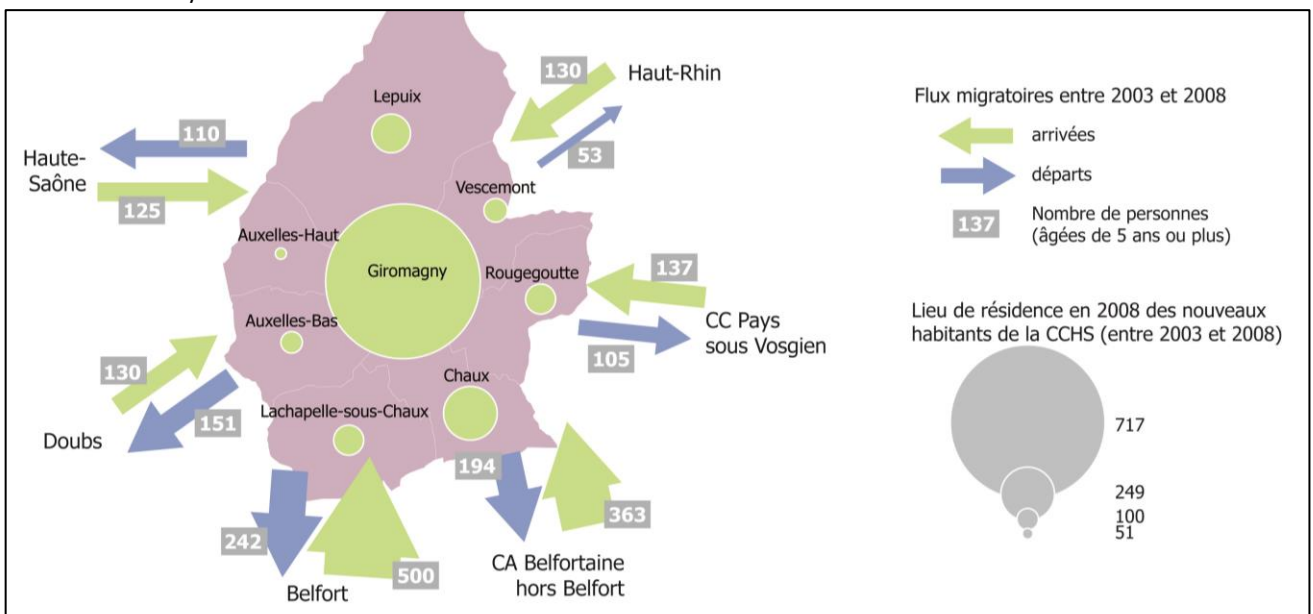 Haut-Rhin
130
53
Lepuix
110
Haute-
Saône
125
Vescemont
Auxelles-Haut
Giromagny
Rougegoutte
137
CC Pays
sous Vosgien
105
Auxelles-Bas
130
151
Doubs
Chaux
Lachapelle-sous-Chaux
194
363
242
500
Belfort
CA Belfortaine
hors Belfort
Flux migratoires entre 2003 et 2008
arrivées
départs
137
Nombre de personnes
(âgées de 5 ans ou plus)
Lieu de résidence en 2008 des nouveaux
habitants de la CCHS (entre 2003 et 2008)
717
249
100
51